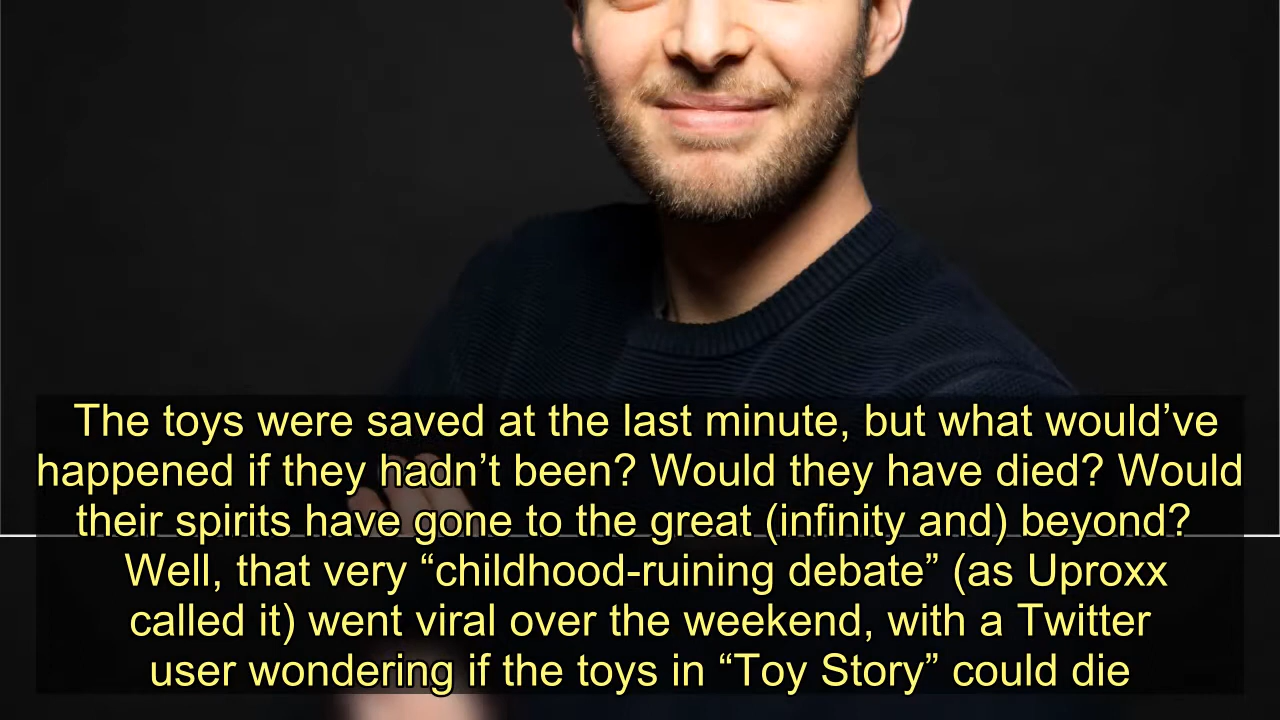 The toys were saved at the last minute, but what would’ve
happened if they hadn’t been? Would they have died? Would
their spirits have gone to the great (infinity and) beyond?
Well, that very “childhood-ruining debate” (as Uproxx
called it) went viral over the weekend, with a Twitter
user wondering if the toys in “Toy Story” could die